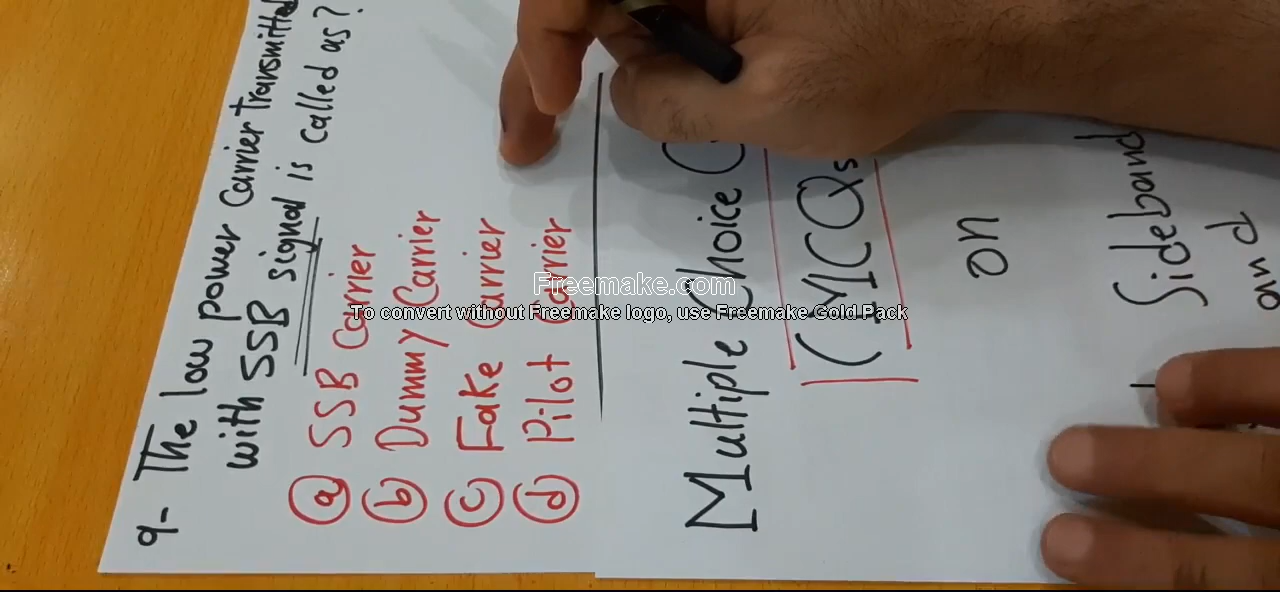 9- The low power Carrier transmitted
with SSB signal is called as?
(a) SSB Carrier
(b) Dummy Carrier
(c) Fake Carrier
(d) Pilot Carrier
Multiple Choice
(MCQs
on
Sideband
and
Freemake.com
To convert without Freemake logo, use Freemake Gold Pack